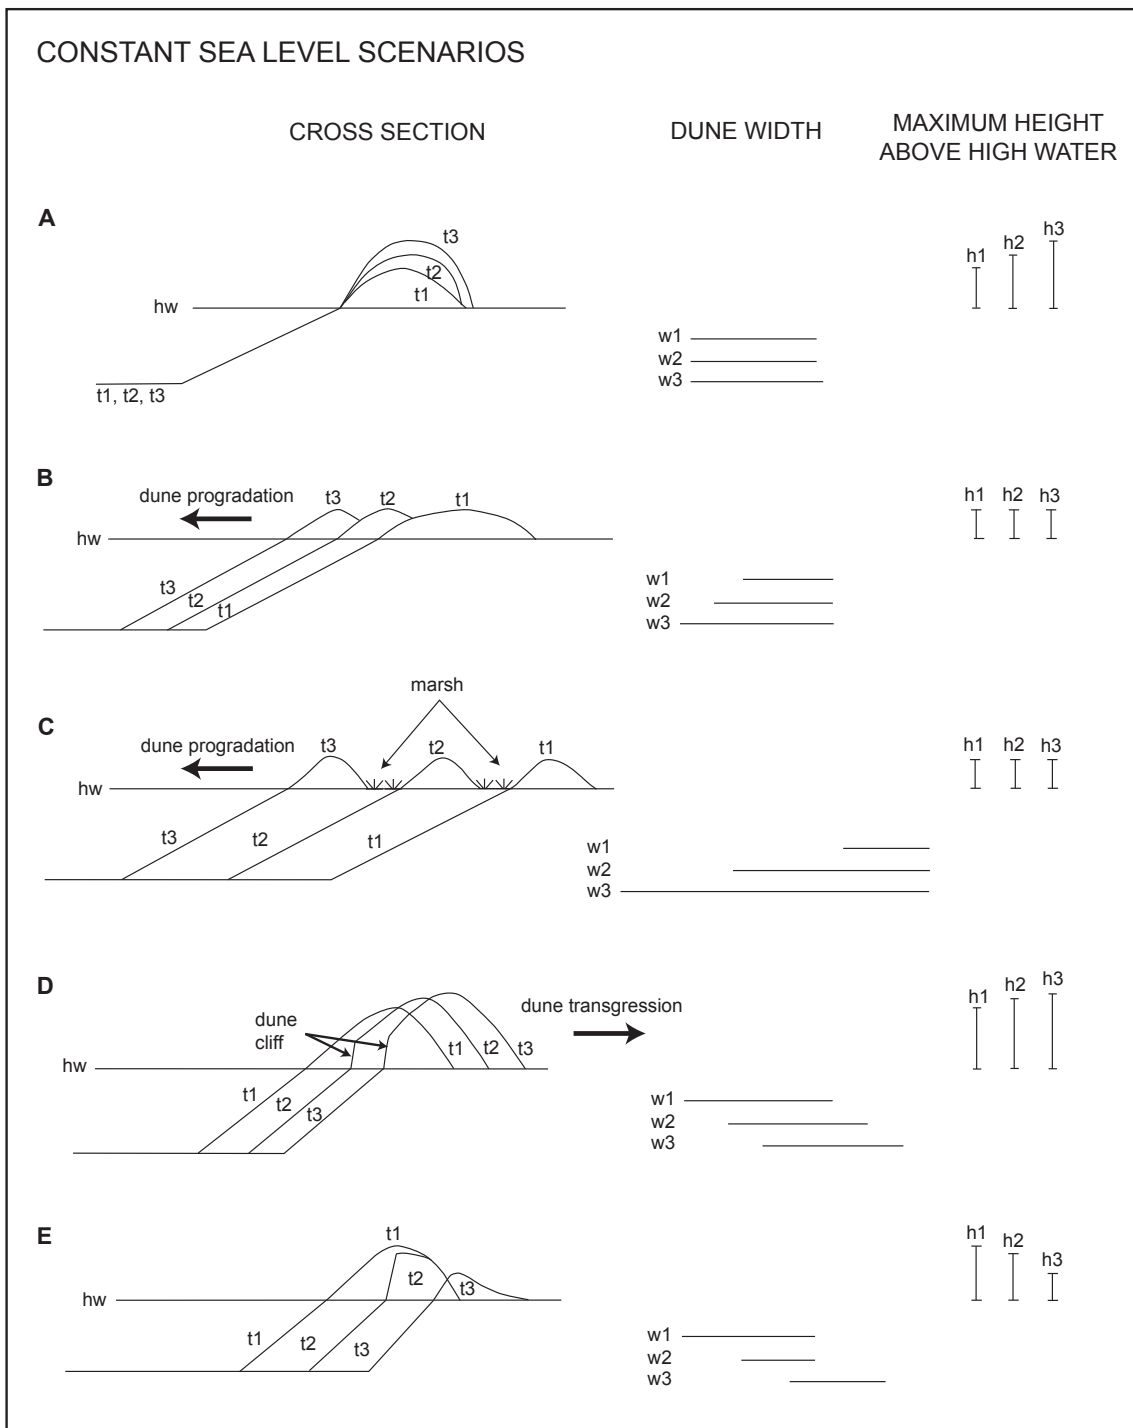 CONSTANT SEA LEVEL SCENARIOS
CROSS SECTION
DUNE WIDTH
MAXIMUM HEIGHT
ABOVE HIGH WATER
A
t3
t2
t1
hw
t1, t2, t3
w1
w2
w3
h1
h2
h3
B
dune progradation
t3
t2
t1
hw
t3
t2
t1
w1
w2
w3
h1
h2
h3
C
marsh
dune progradation
t3
t2
t1
hw
t3
t2
t1
w1
w2
w3
h1
h2
h3
D
dune
cliff
dune transgression
hw
t1
t2
t3
t1
t2
t3
w1
w2
w3
h1
h2
h3
E
t1
t2
t3
hw
t1
t2
t3
w1
w2
w3
h1
h2
h3